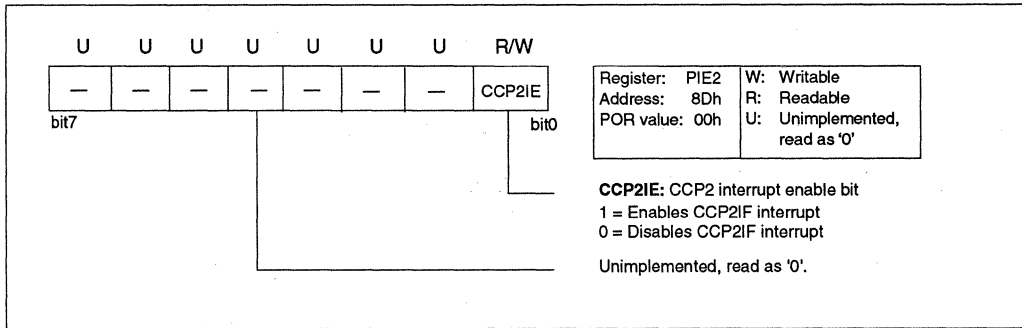 U U U U U U U R/W
— — — — — — — CCP2IE
bit7 bit0
Register: PIE2
Address: 8Dh
POR value: 00h
W: Writable
R: Readable
U: Unimplemented,
read as '0'
CCP2IE: CCP2 interrupt enable bit
1 = Enables CCP2IF interrupt
0 = Disables CCP2IF interrupt
Unimplemented, read as '0'.